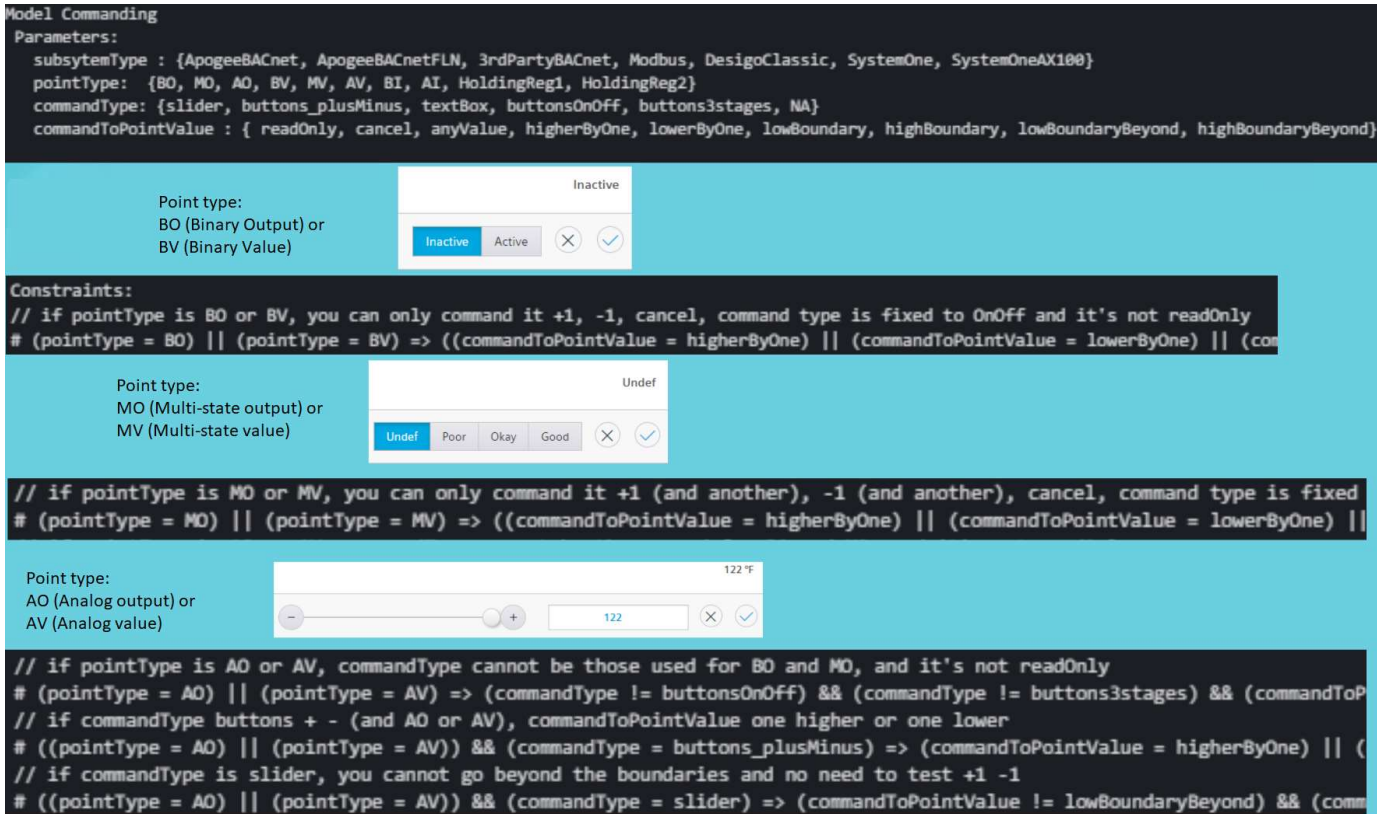 Model Commanding
Parameters:
subsytemType : {ApogeeBACnet, ApogeeBACnetFLN, 3rdPartyBACnet, Modbus, DesigoClassic, SystemOne, SystemOneAX100}
pointType: {BO, MO, AO, BV, MV, AV, BI, AI, HoldingReg1, HoldingReg2}
commandType: {slider, buttons_plusMinus, textBox, buttonsOnOff, buttons3stages, NA}
commandToPointValue : { readOnly, cancel, anyValue, higherByOne, lowerByOne, lowBoundary, highBoundary, lowBoundaryBeyond, highBoundaryBeyond}
Point type:
BO (Binary Output) or
BV (Binary Value)
Inactive
Inactive Active
Constraints:
// if pointType is BO or BV, you can only command it +1, -1, cancel, command type is fixed to OnOff and it's not readOnly
# (pointType = BO) || (pointType = BV) => ((commandToPointValue = higherByOne) || (commandToPointValue = lowerByOne) || (com
Point type:
MO (Multi-state output) or
MV (Multi-state value)
Undef
Undef Poor Okay Good
// if pointType is MO or MV, you can only command it +1 (and another), -1 (and another), cancel, command type is fixed
# (pointType = MO) || (pointType = MV) => ((commandToPointValue = higherByOne) || (commandToPointValue = lowerByOne) ||
Point type:
AO (Analog output) or
AV (Analog value)
122 °F
− + 122
// if pointType is AO or AV, commandType cannot be those used for BO and MO, and it's not readOnly
# (pointType = AO) || (pointType = AV) => (commandType != buttonsOnOff) && (commandType != buttons3stages) && (commandToP
// if commandType buttons + - (and AO or AV), commandToPointValue one higher or one lower
# ((pointType = AO) || (pointType = AV)) && (commandType = buttons_plusMinus) => (commandToPointValue = higherByOne) || (
// if commandType is slider, you cannot go beyond the boundaries and no need to test +1 -1
# ((pointType = AO) || (pointType = AV)) && (commandType = slider) => (commandToPointValue != lowBoundaryBeyond) && (comm